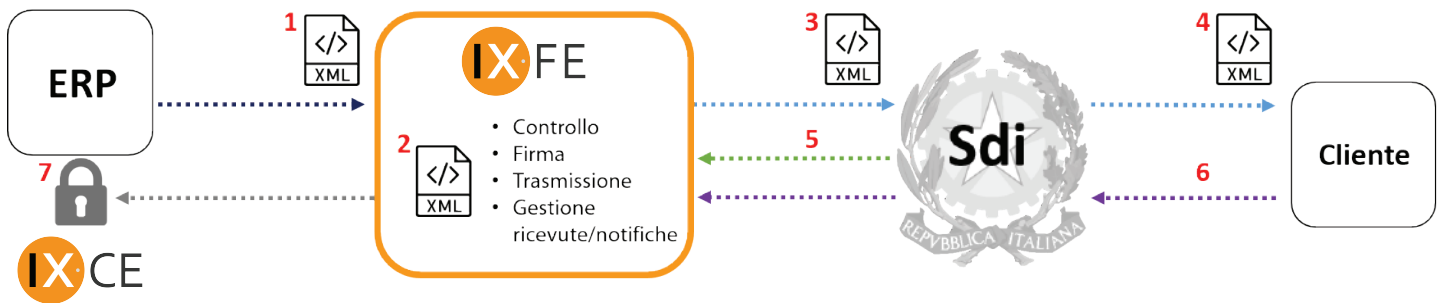 ERP
1
</>
XML
IX·FE
2
</>
XML
• Controllo
• Firma
• Trasmissione
• Gestione
ricevute/notifiche
3
</>
XML
5
Sdi
REPVBBLICA ITALIANA
4
</>
XML
6
Cliente
7
IX·CE